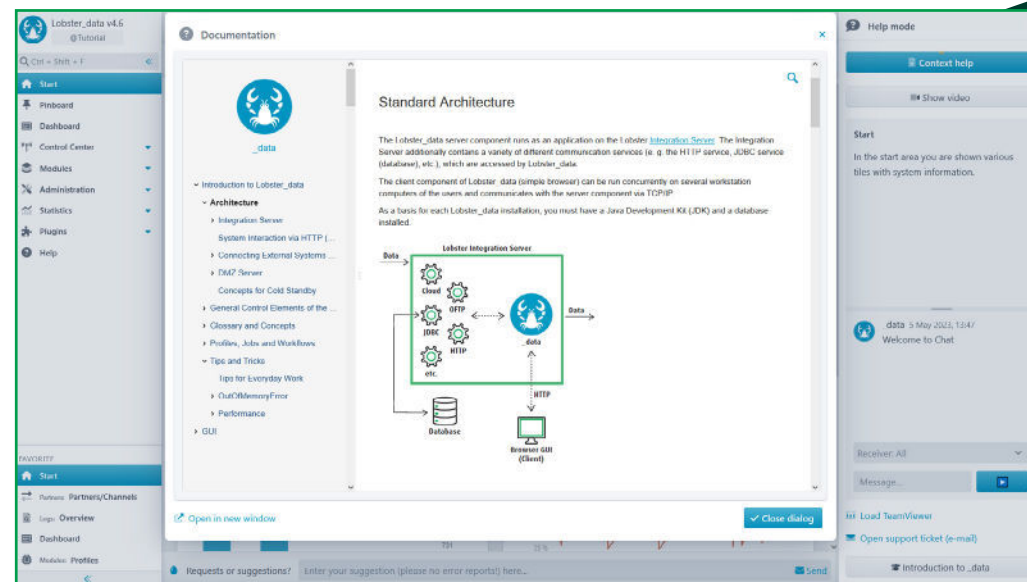 Lobster_data v4.6
@Tutorial
Ctrl + Shift + F
Start
Pinboard
Dashboard
Control Center
Modules
Administration
Statistics
Plugins
Help
FAVORITE
Start
Partners Partners/Channels
Logs Overview
Dashboard
Modules Profiles
Documentation
_data
Introduction to Lobster_data
Architecture
Integration Server
System Interaction via HTTP (...
Connecting External Systems ...
DMZ Server
Concepts for Cold Standby
General Control Elements of the ...
Glossary and Concepts
Profiles, Jobs and Workflows
Tips and Tricks
Tips for Everyday Work
OutOfMemoryError
Performance
GUI
Standard Architecture
The Lobster_data server component runs as an application on the Lobster Integration Server. The Integration
Server additionally contains a variety of different communication services (e. g. the HTTP service, JDBC service
(database), etc.), which are accessed by Lobster_data.
The client component of Lobster_data (simple browser) can be run concurrently on several workstation
computers of the users and communicates with the server component via TCP/IP.
As a basis for each Lobster_data installation, you must have a Java Development Kit (JDK) and a database
installed.
Lobster Integration Server
Data
Cloud
OFTP
JDBC
HTTP
etc.
_data
Data
HTTP
Database
Browser GUI
(Client)
Open in new window
Close dialog
Requests or suggestions?
Enter your suggestion (please no error reports!) here...
Send
Help mode
Context help
Show video
Start
In the start area you are shown various
tiles with system information.
_data 5 May 2023, 13:47
Welcome to Chat
Receiver: All
Message...
Load TeamViewer
Open support ticket (e-mail)
Introduction to _data